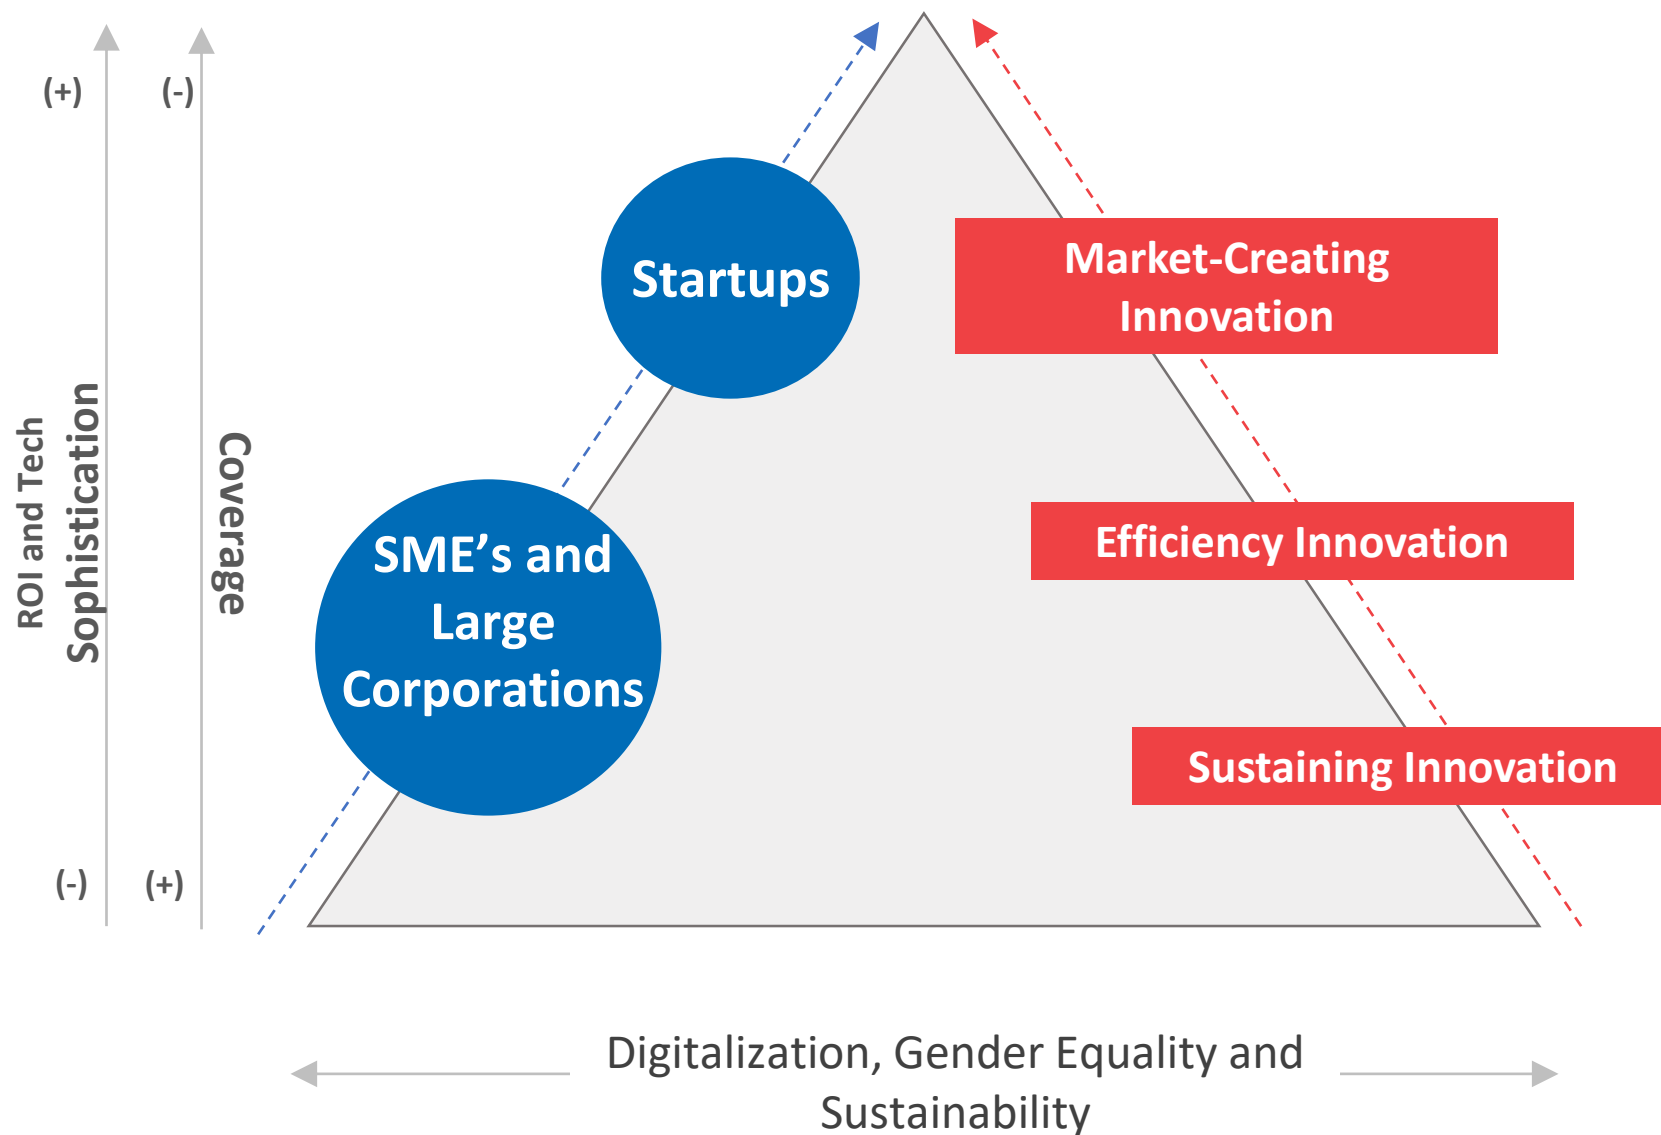 (+)
(-)
ROI and Tech
Sophistication
Coverage
(-)
(+)
Startups
SME’s and
Large
Corporations
Market-Creating
Innovation
Efficiency Innovation
Sustaining Innovation
Digitalization, Gender Equality and
Sustainability